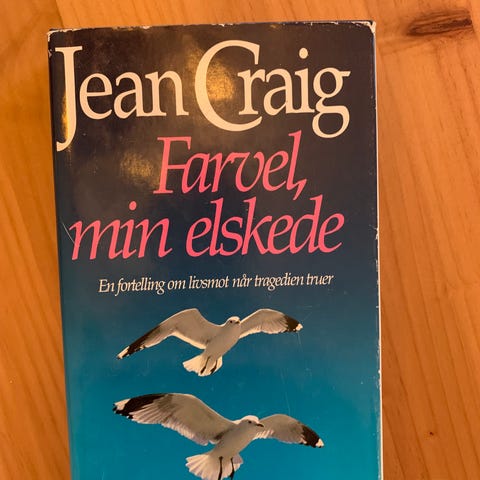 Jean Craig
Farvel,
min elskede
En fortelling om livsmot når tragedien truer